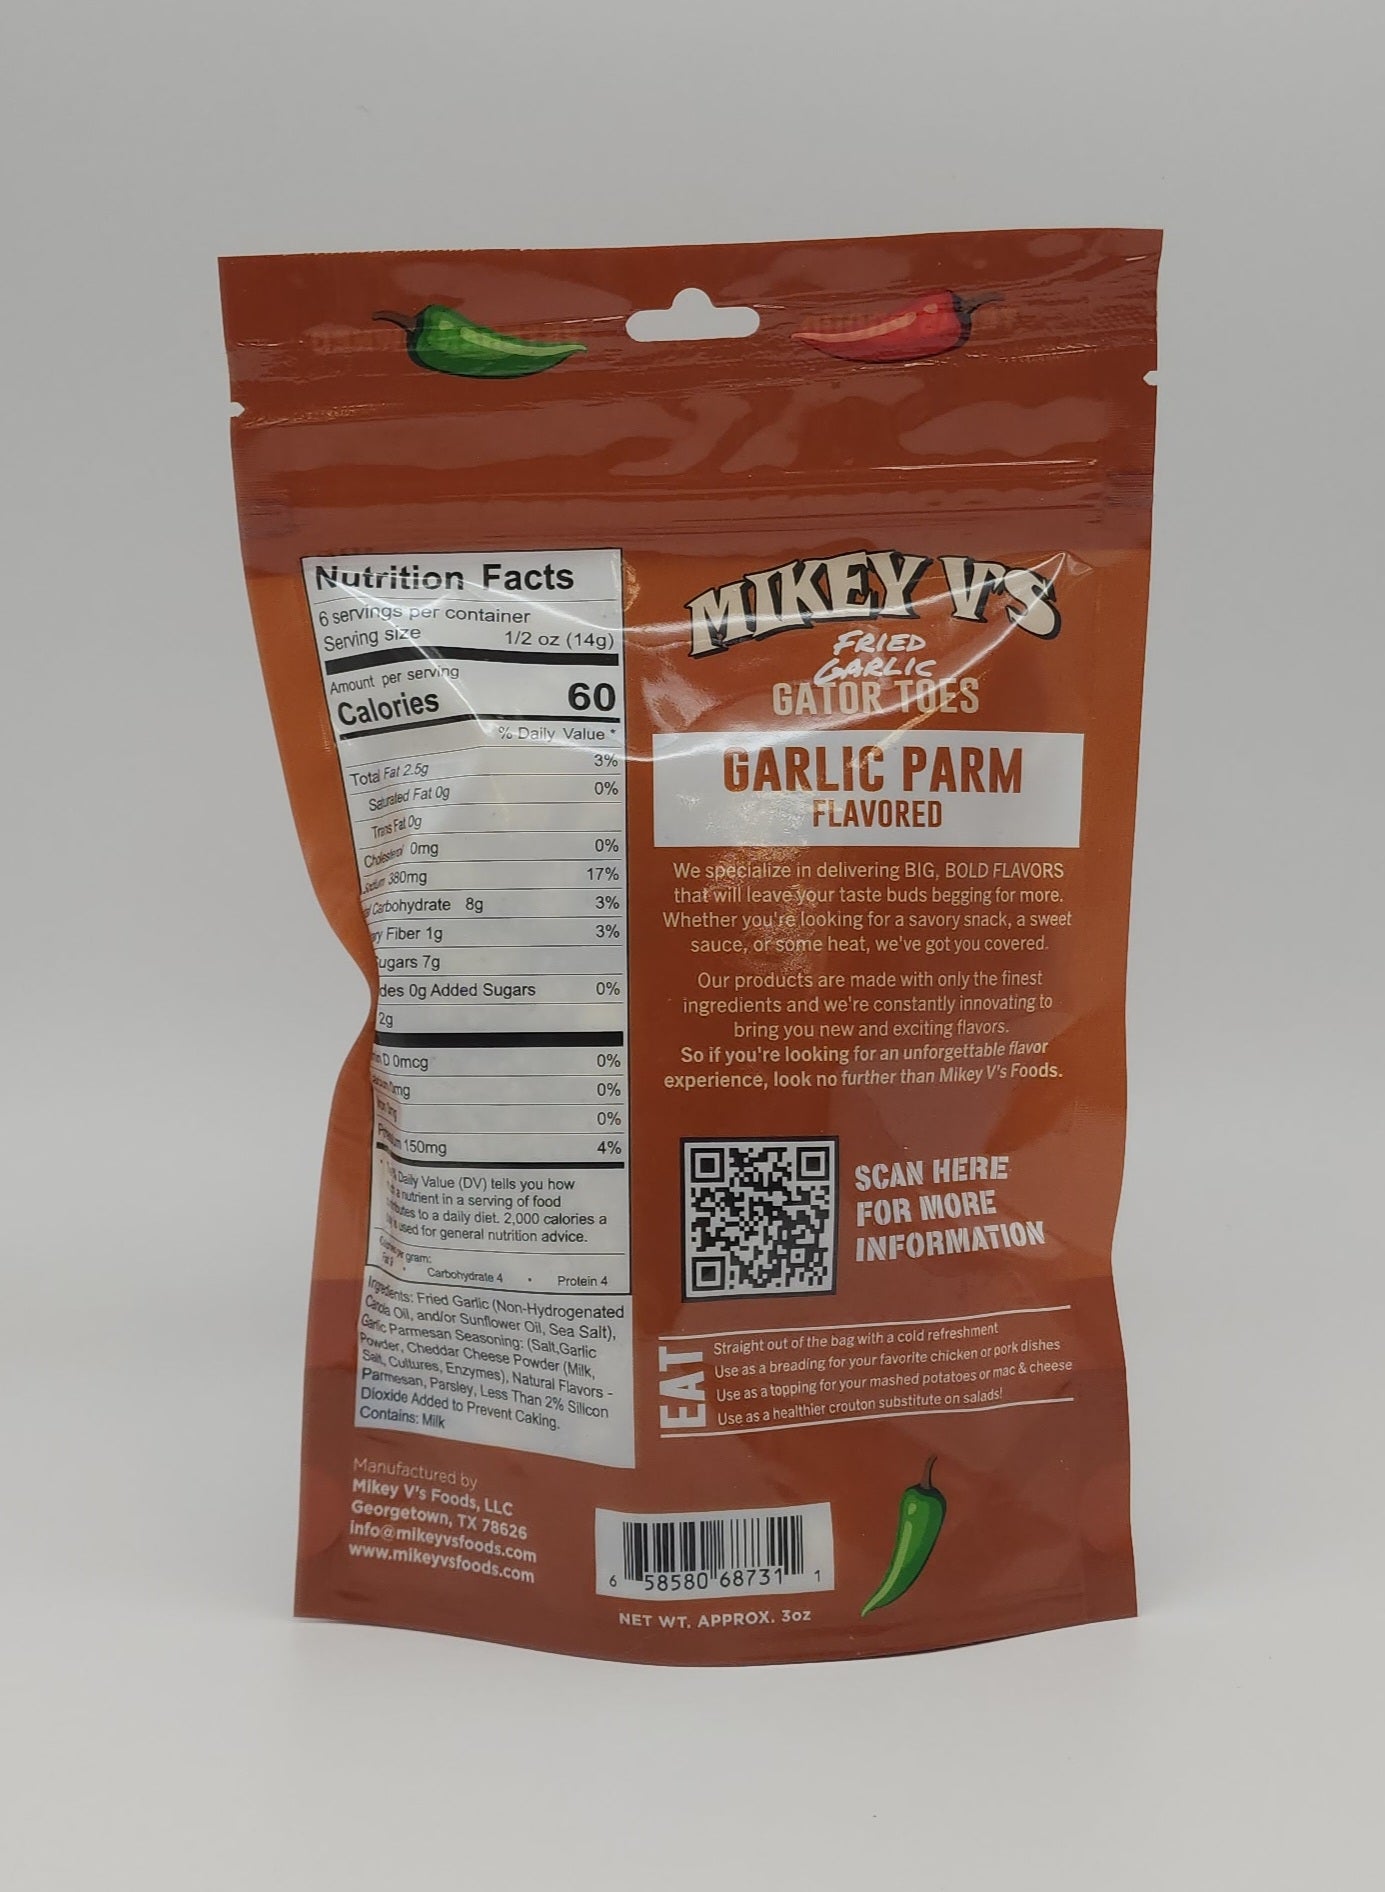 Nutrition Facts
6 servings per container
Serving size 1/2 oz (14g)
Amount per serving
Calories 60
% Daily Value *
Total Fat 2.5g 3%
Saturated Fat 0g 0%
Trans Fat 0g
Cholesterol 0mg 0%
380mg 17%
Carbohydrate 8g 3%
Fiber 1g 3%
ugars 7g
des 0g Added Sugars 0%
2g
D 0mcg 0%
0%
0%
150mg 4%
Daily Value (DV) tells you how
a nutrient in a serving of food
to a daily diet. 2,000 calories a
used for general nutrition advice.
gram:
Carbohydrate 4 • Protein 4
Ingredients: Fried Garlic (Non-Hydrogenated
Canola Oil, and/or Sunflower Oil, Sea Salt),
Garlic Parmesan Seasoning: (Salt,Garlic
Powder, Cheddar Cheese Powder (Milk,
Salt, Cultures, Enzymes), Natural Flavors -
Parmesan, Parsley, Less Than 2% Silicon
Dioxide Added to Prevent Caking.
Contains: Milk
Manufactured by
Mikey V's Foods, LLC
Georgetown, TX 78626
info@mikeyvsfoods.com
www.mikeyvsfoods.com
MIKEY V'S
FRIED
GARLIC
GATOR TOES
GARLIC PARM
FLAVORED
We specialize in delivering BIG, BOLD FLAVORS
that will leave your taste buds begging for more.
Whether you're looking for a savory snack, a sweet
sauce, or some heat, we've got you covered.
Our products are made with only the finest
ingredients and we're constantly innovating to
bring you new and exciting flavors.
So if you're looking for an unforgettable flavor
experience, look no further than Mikey V's Foods.
SCAN HERE
FOR MORE
INFORMATION
EAT
Straight out of the bag with a cold refreshment
Use as a breading for your favorite chicken or pork dishes
Use as a topping for your mashed potatoes or mac & cheese
Use as a healthier crouton substitute on salads!
6 58580 68731 1
NET WT. APPROX. 3oz